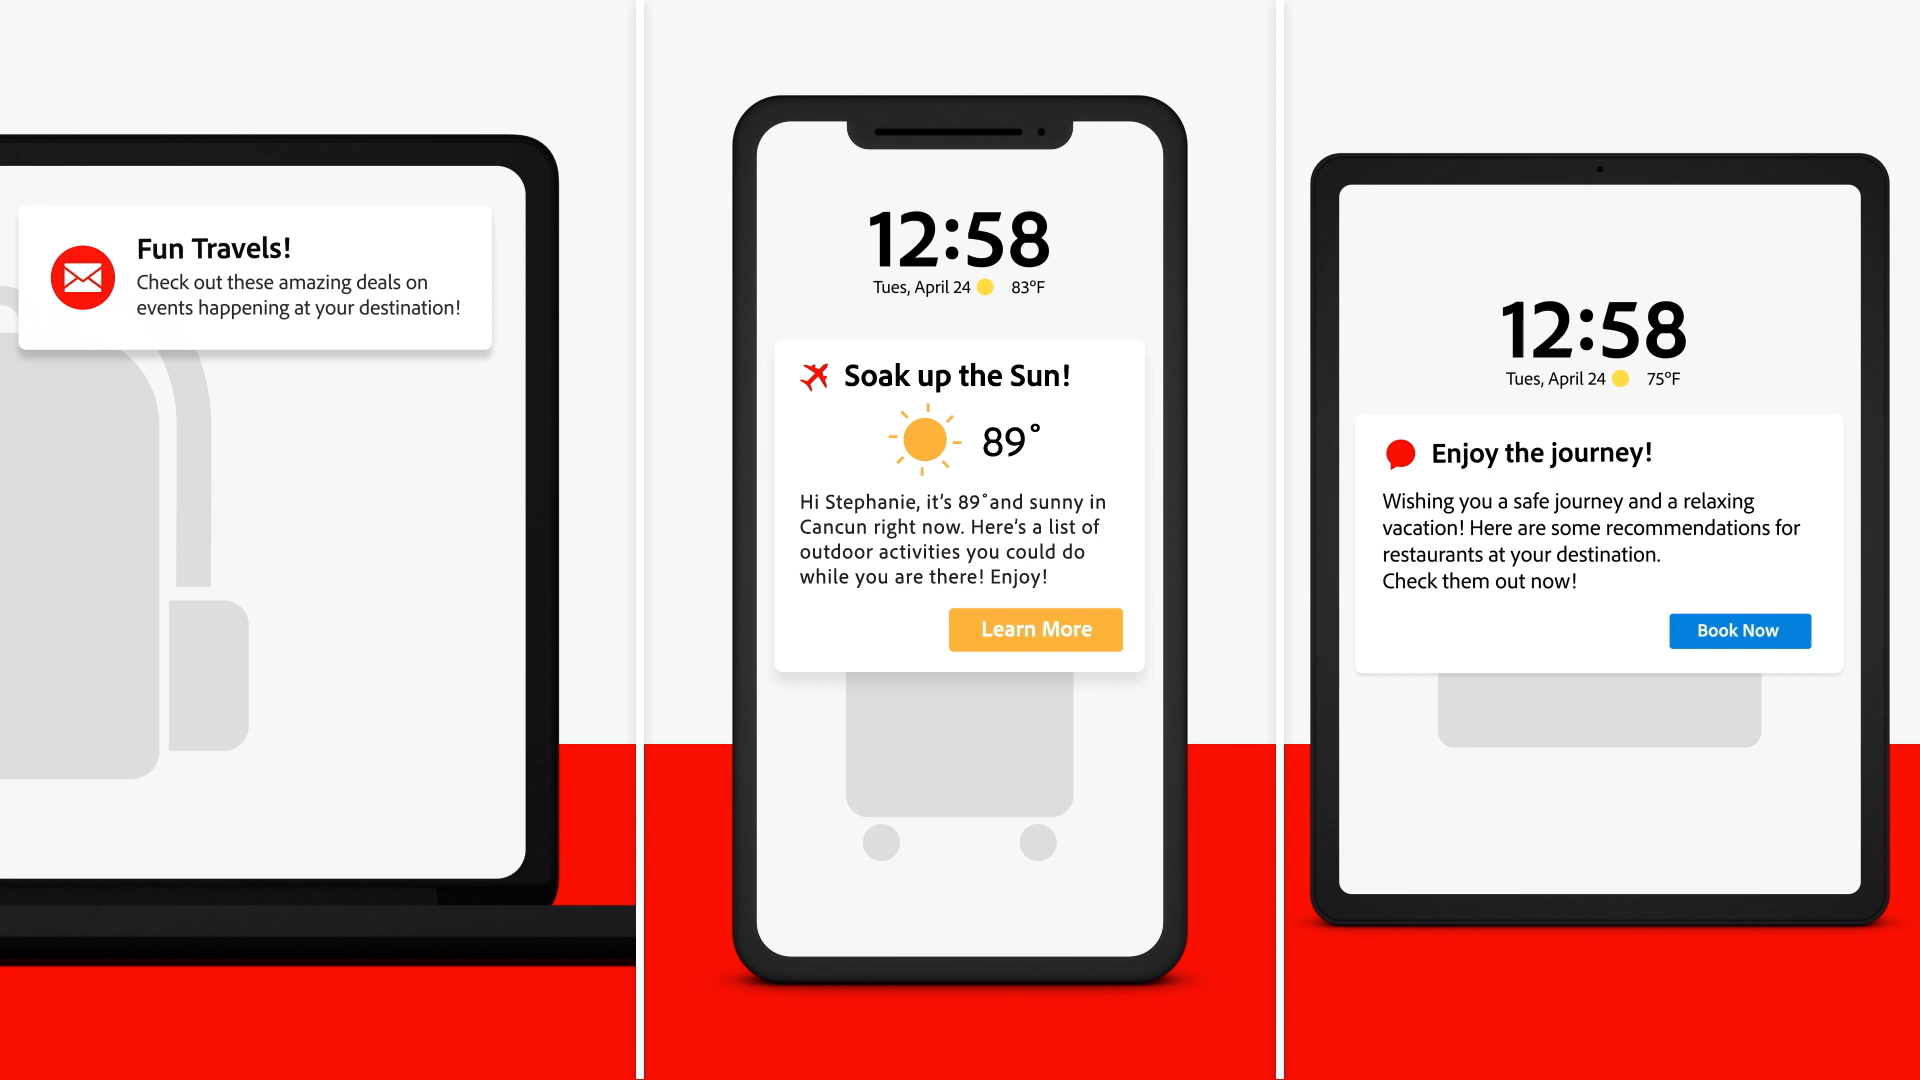 Fun Travels!
Check out these amazing deals on
events happening at your destination!
12:58
Tues, April 24 83ºF
Soak up the Sun!
89˚
Hi Stephanie, it's 89˚and sunny in
Cancun right now. Here's a list of
outdoor activities you could do
while you are there! Enjoy!
Learn More
12:58
Tues, April 24 75ºF
Enjoy the journey!
Wishing you a safe journey and a relaxing
vacation! Here are some recommendations for
restaurants at your destination.
Check them out now!
Book Now